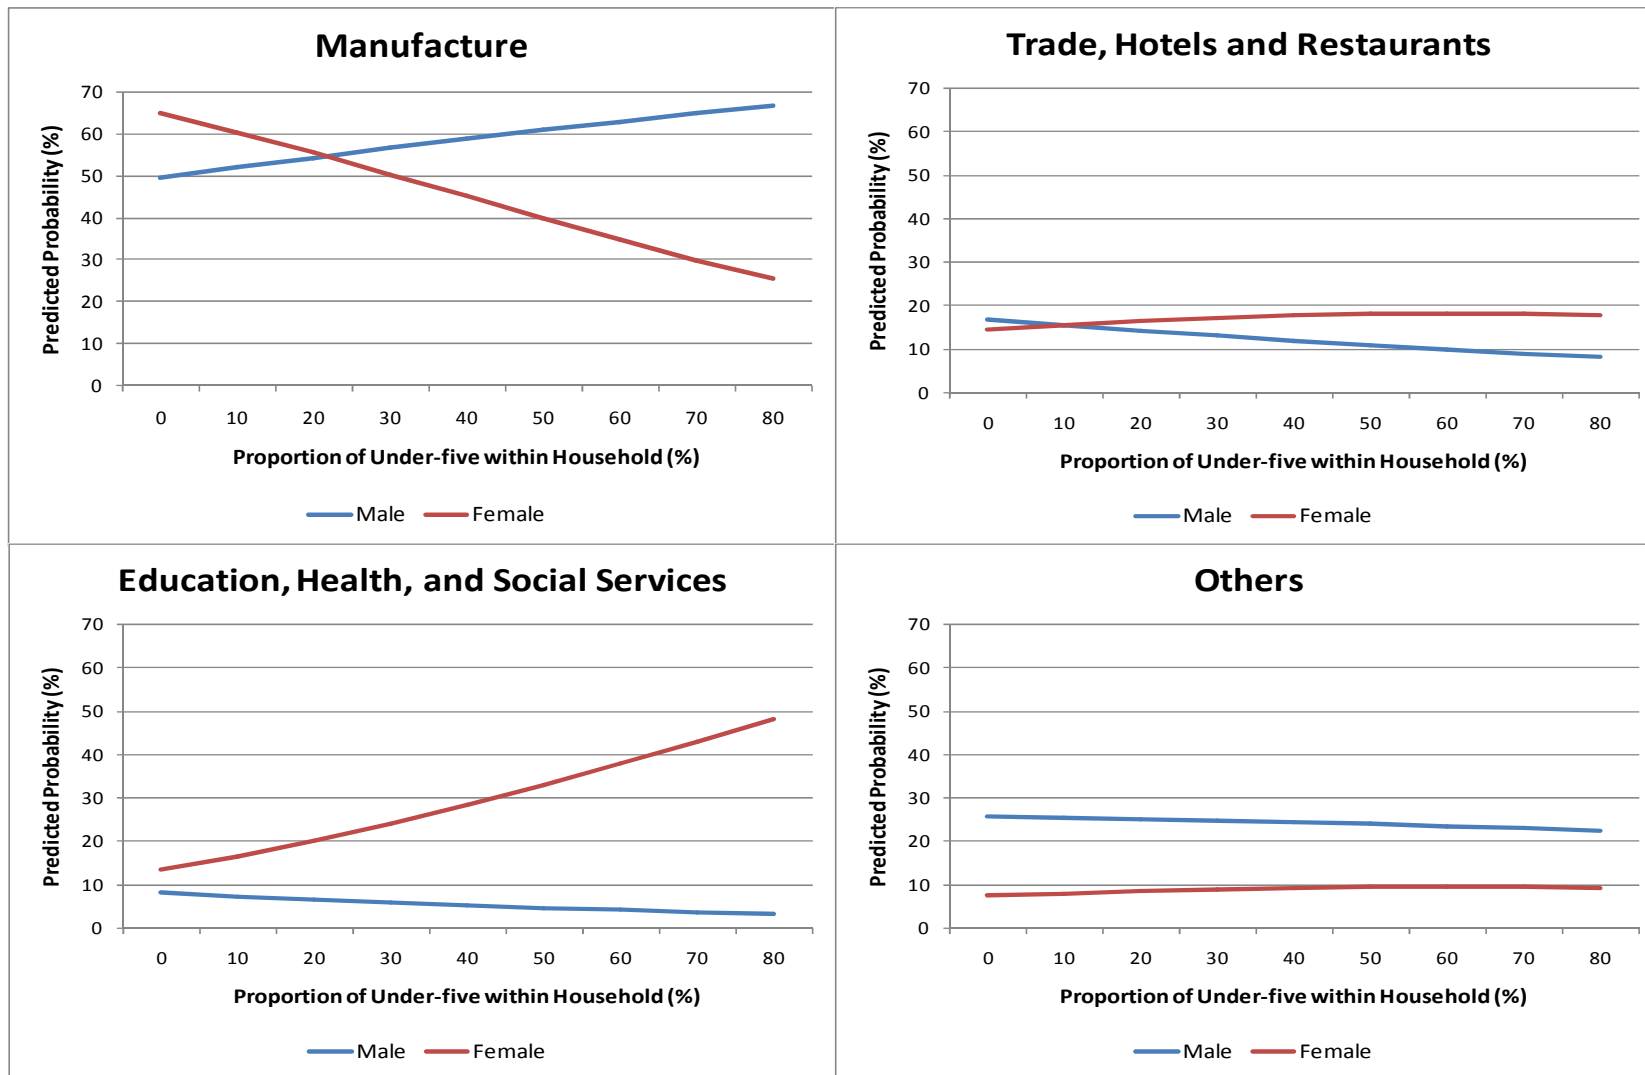 Manufacture
Predicted Probability (%)
70
60
50
40
30
20
10
0
0 10 20 30 40 50 60 70 80
Proportion of Under-five within Household (%)
Male Female
Trade, Hotels and Restaurants
Predicted Probability (%)
70
60
50
40
30
20
10
0
0 10 20 30 40 50 60 70 80
Proportion of Under-five within Household (%)
Male Female
Education, Health, and Social Services
Predicted Probability (%)
70
60
50
40
30
20
10
0
0 10 20 30 40 50 60 70 80
Proportion of Under-five within Household (%)
Male Female
Others
Predicted Probability (%)
70
60
50
40
30
20
10
0
0 10 20 30 40 50 60 70 80
Proportion of Under-five within Household (%)
Male Female